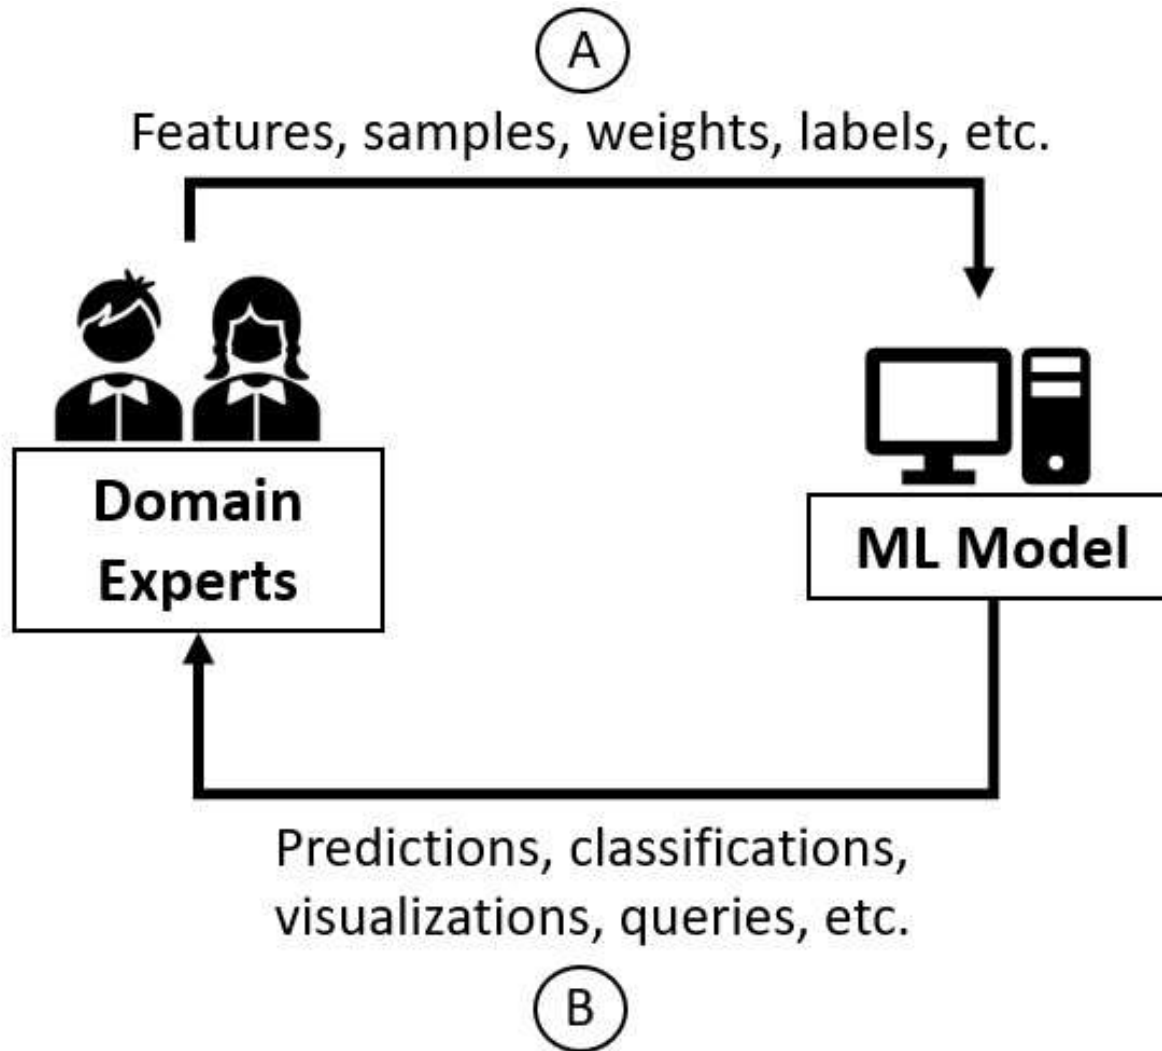 A
Features, samples, weights, labels, etc.
Domain
Experts
ML Model
Predictions, classifications,
visualizations, queries, etc.
B